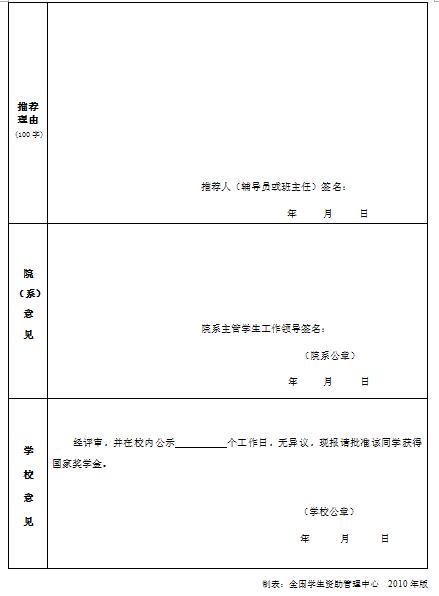 推荐
理由
(100字)
推荐人（辅导员或班主任）签名：
年 月 日
院
（系）
意
见
院系主管学生工作领导签名：
（院系公章）
年 月 日
学
校
意
见
经评审，并在校内公示___________个工作日，无异议，现报请批准该同学获得
国家奖学金。
（学校公章）
年 月 日
制表：全国学生资助管理中心 2010年版